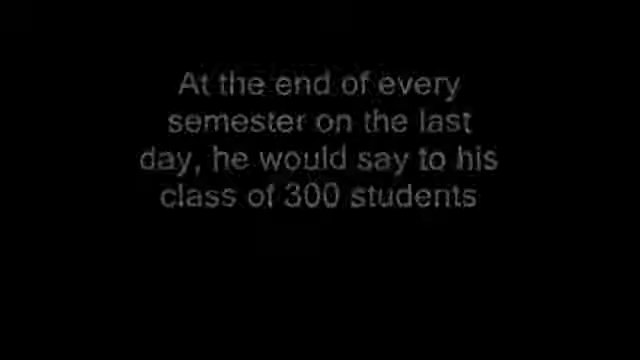 At the end of every
semester on the last
day, he would say to his
class of 300 students